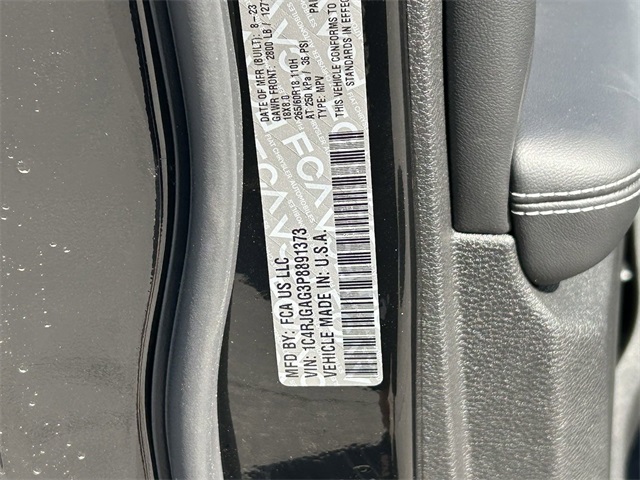 MFD BY: FCA US LLC
DATE OF MFR (BUILT): 8-23
GAWR FRONT: 2800 LB / 127
18X8.0
265/60R18 110H
AT 250 kPa / 36 PSI
VIN: 1C4RJGAG3P8891373
TYPE: MPV
VEHICLE MADE IN: U.S.A.
THIS VEHICLE CONFORMS TO
STANDARDS IN EFFEC